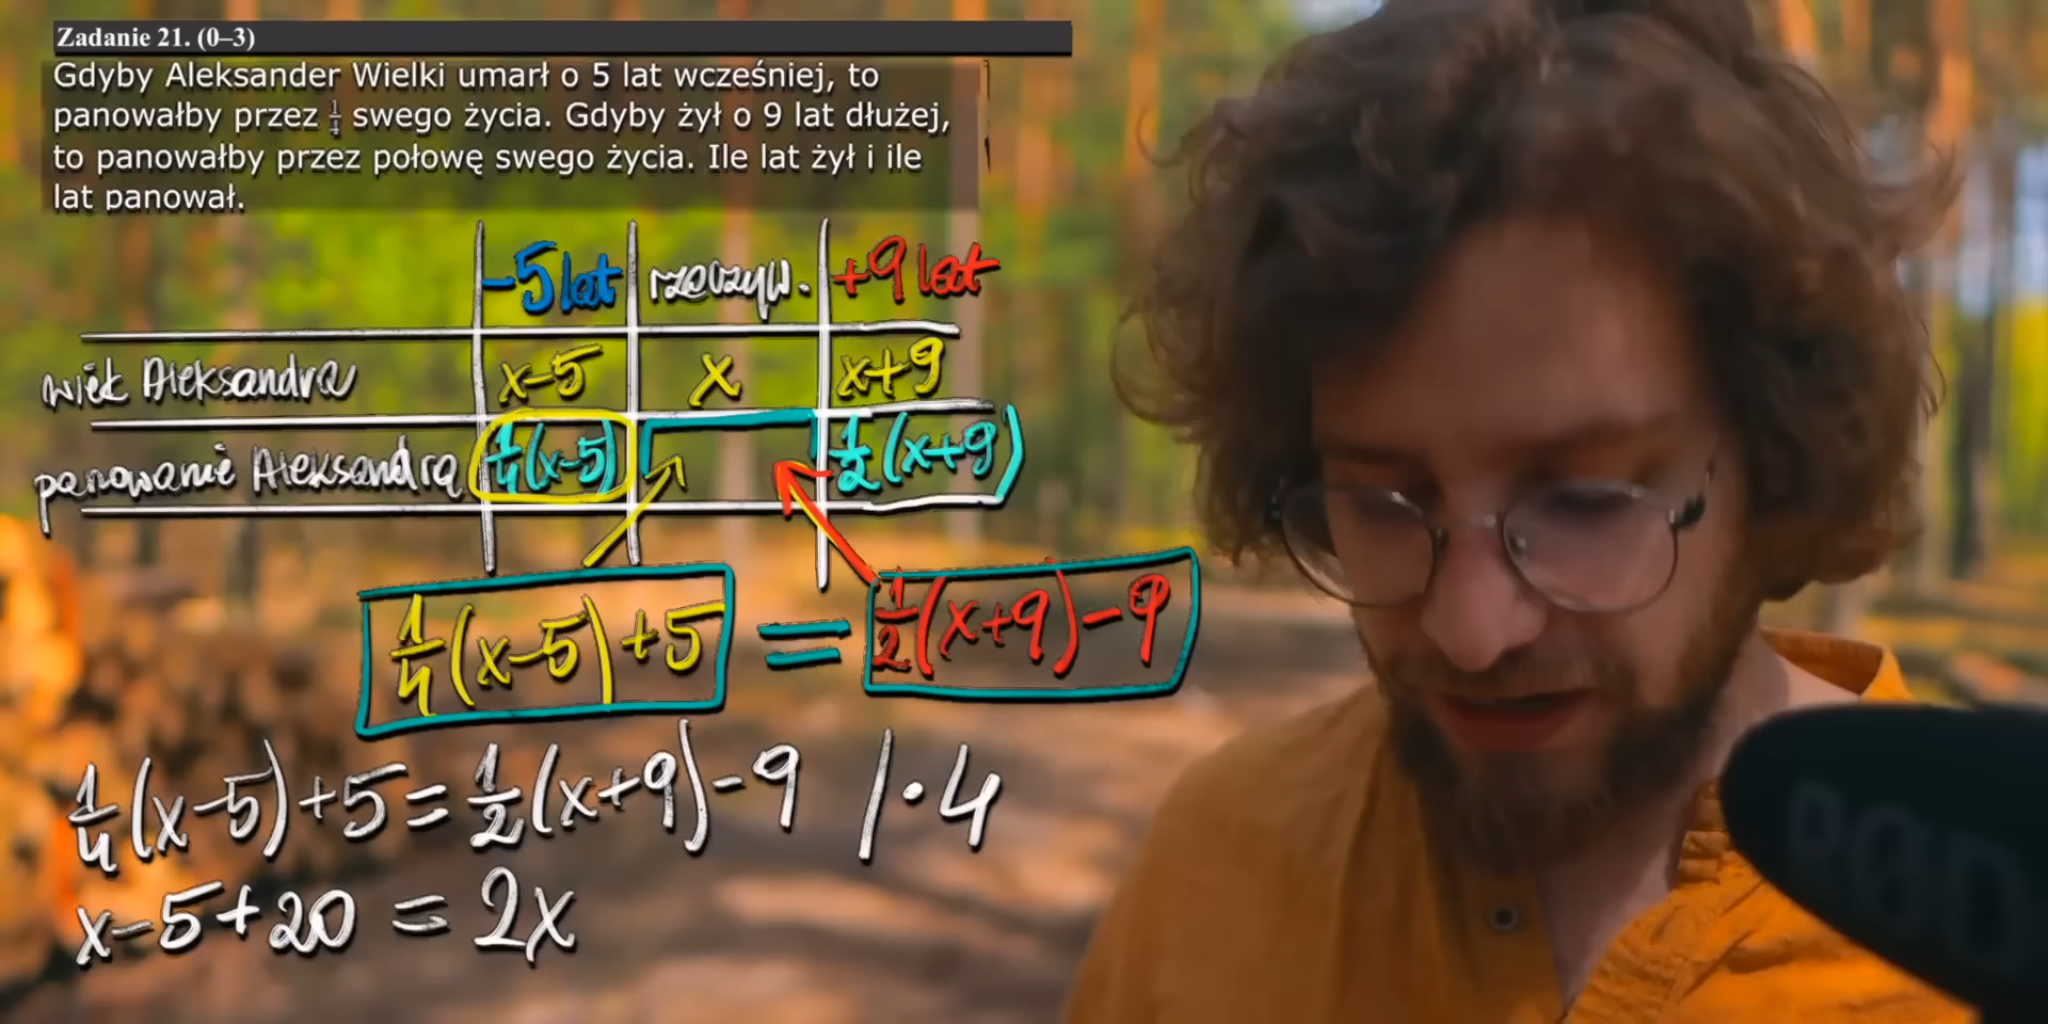 Zadanie 21. (0–3)
Gdyby Aleksander Wielki umarł o 5 lat wcześniej, to
panowałby przez 1/4 swego życia. Gdyby żył o 9 lat dłużej,
to panowałby przez połowę swego życia. Ile lat żył i ile
lat panował.
-5 lat rzeczyw. +9 lat
wiek Aleksandra x-5 x x+9
panowanie Aleksandra 1/4(x-5) 1/2(x+9)
1/4(x-5)+5 = 1/2(x+9)-9
1/4(x-5)+5=1/2(x+9)-9 /·4
x-5+20 = 2x